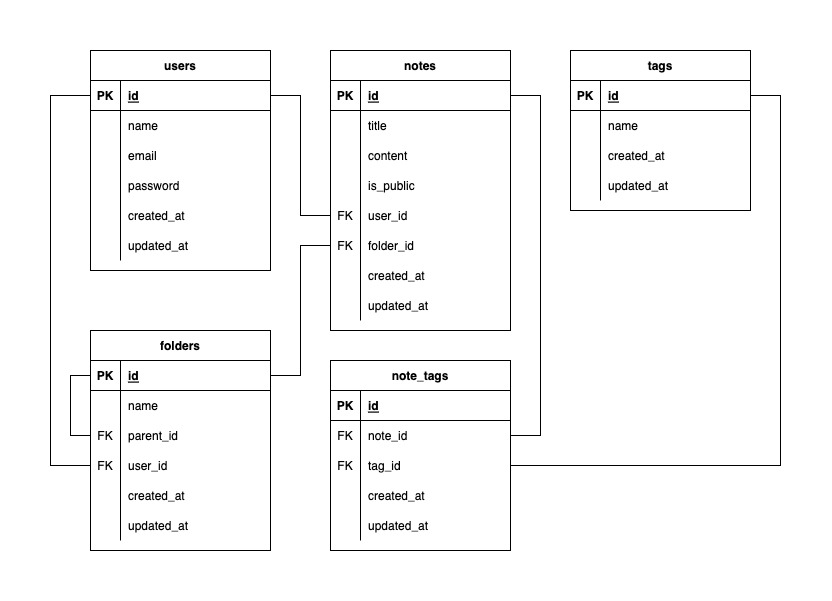 users
PK id
name
email
password
created_at
updated_at
notes
PK id
title
content
is_public
FK user_id
FK folder_id
created_at
updated_at
tags
PK id
name
created_at
updated_at
folders
PK id
name
FK parent_id
FK user_id
created_at
updated_at
note_tags
PK id
FK note_id
FK tag_id
created_at
updated_at